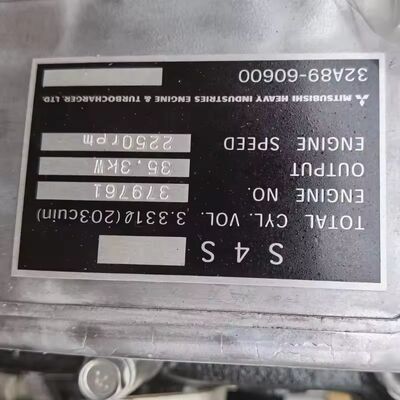 S4S
TOTAL CYL. VOL. 3.331ℓ(203cuin)
ENGINE NO. 379761
OUTPUT 35.3kW
ENGINE SPEED 2250rpm
MITSUBISHI HEAVY INDUSTRIES ENGINE & TURBOCHARGER, LTD.
32A89-60600